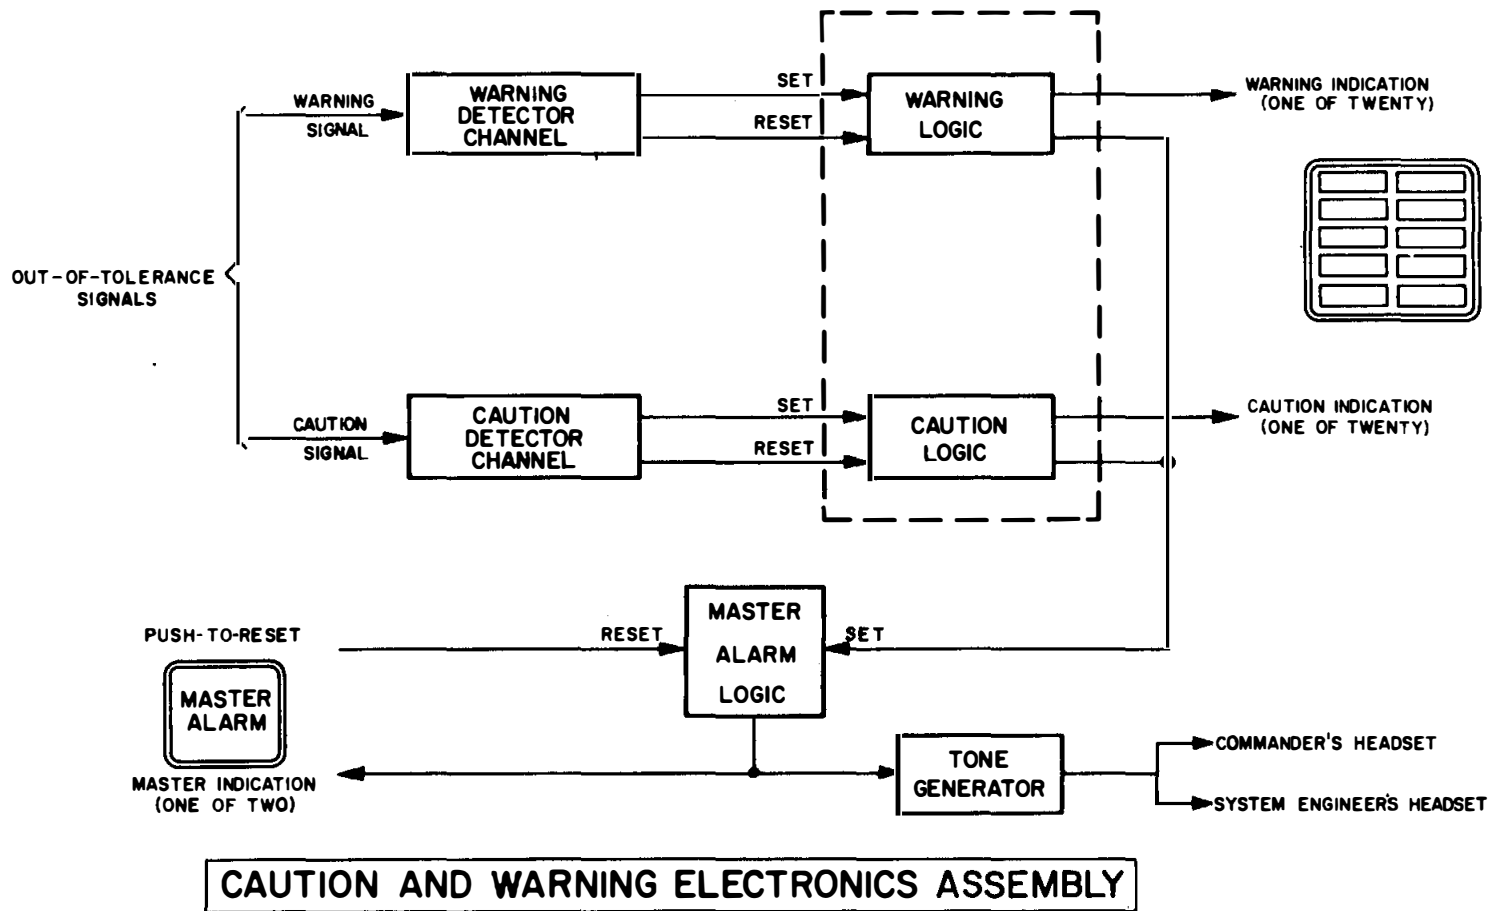 WARNING
SIGNAL
WARNING
DETECTOR
CHANNEL
SET
RESET
WARNING
LOGIC
WARNING INDICATION
(ONE OF TWENTY)
OUT-OF-TOLERANCE
SIGNALS
CAUTION
SIGNAL
CAUTION
DETECTOR
CHANNEL
SET
RESET
CAUTION
LOGIC
CAUTION INDICATION
(ONE OF TWENTY)
PUSH-TO-RESET
RESET
MASTER
ALARM
LOGIC
SET
MASTER
ALARM
MASTER INDICATION
(ONE OF TWO)
TONE
GENERATOR
COMMANDER'S HEADSET
SYSTEM ENGINEER'S HEADSET
CAUTION AND WARNING ELECTRONICS ASSEMBLY